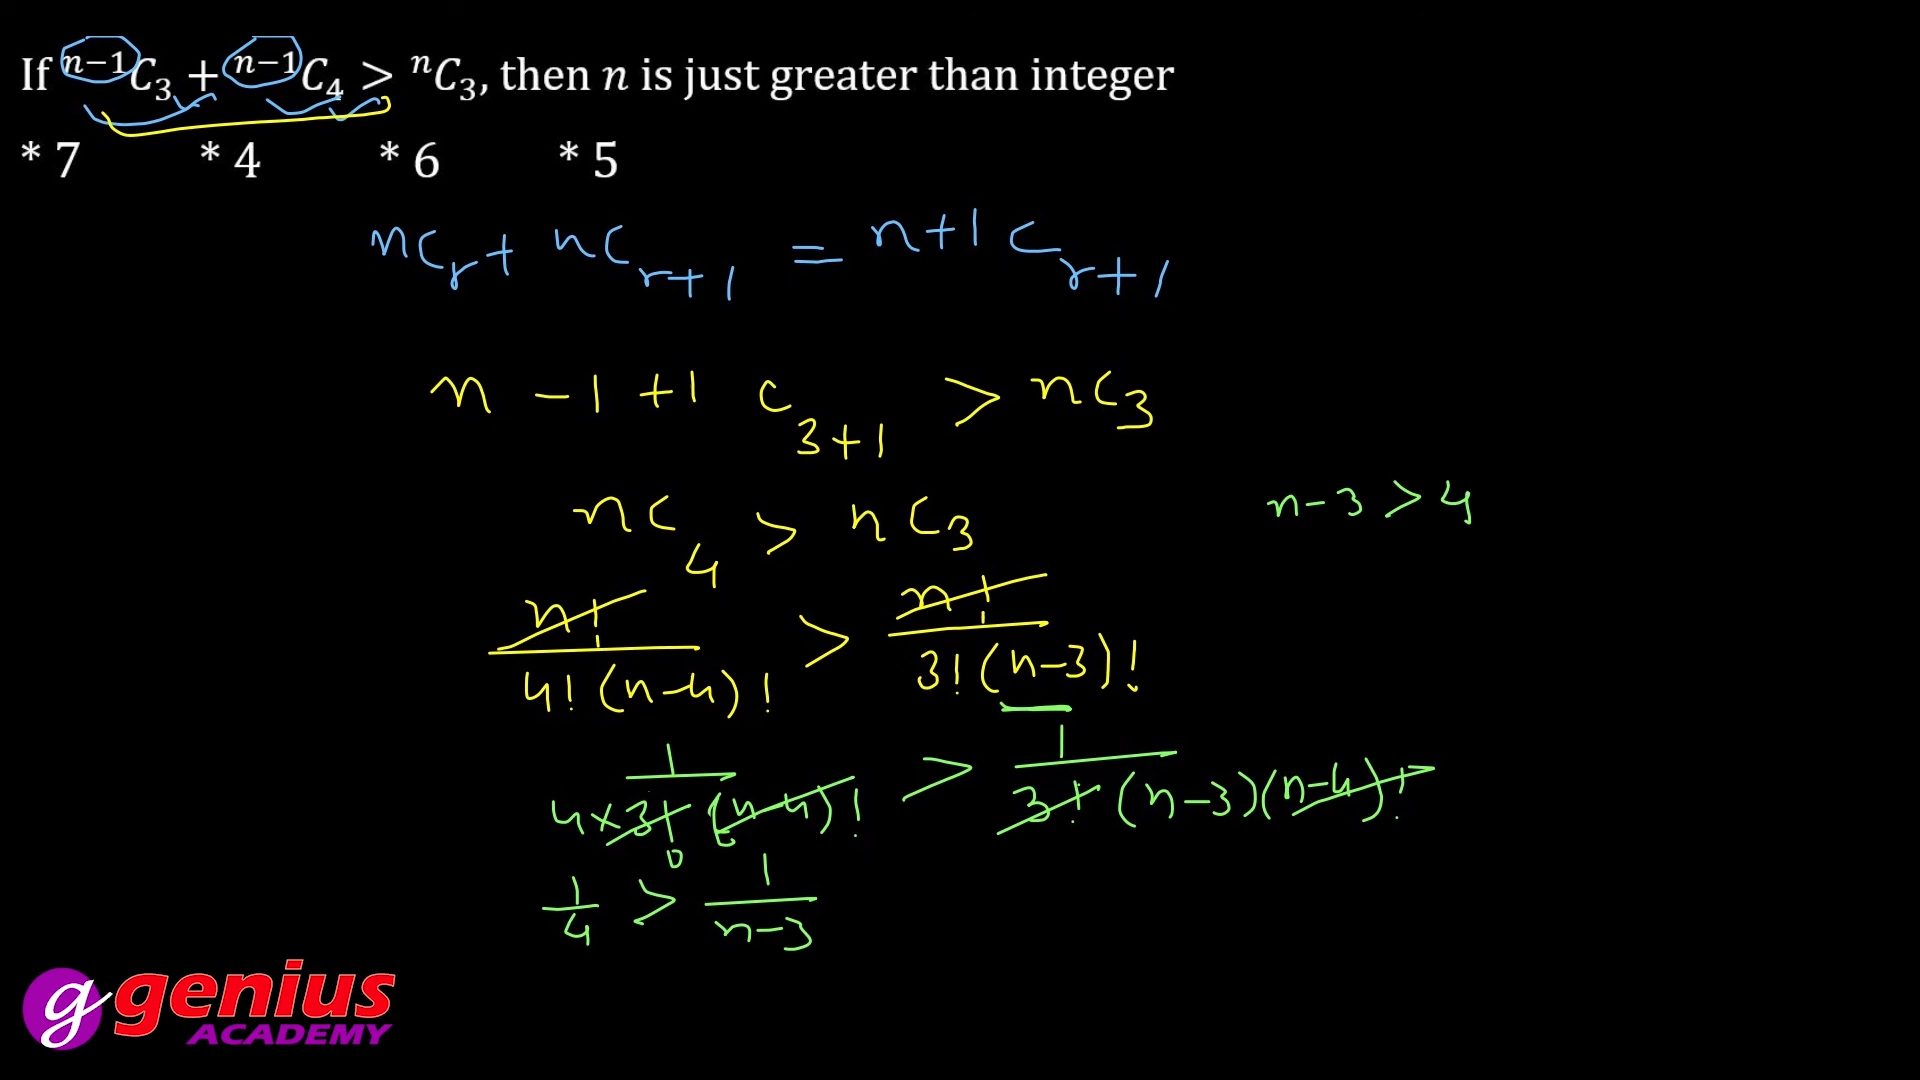 If ⁿ⁻¹C₃ + ⁿ⁻¹C₄ > ⁿC₃, then n is just greater than integer
* 7 * 4 * 6 * 5
nCr + nCr+1 = n+1 Cr+1
n - 1 + 1 C3+1 > nC3
nC4 > nC3
n - 3 > 4
n!/4!(n-4)! > n!/3!(n-3)!
1/4×3!(n-4)! > 1/3!(n-3)(n-4)!
1/4 > 1/n-3
g genius
ACADEMY